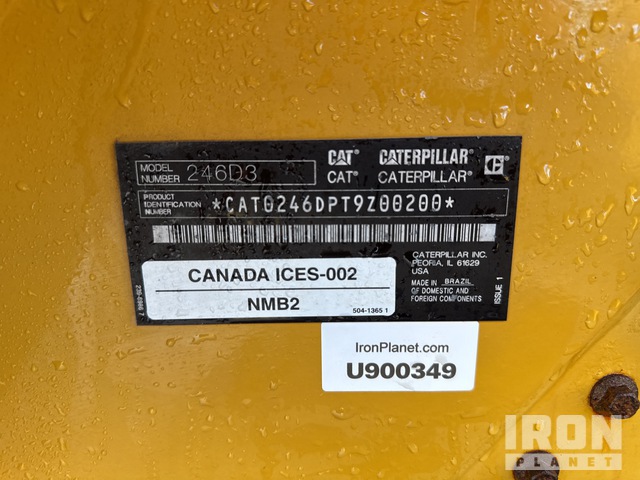 MODEL NUMBER 246D3
CAT CATERPILLAR C
CAT® CATERPILLAR®
PRODUCT IDENTIFICATION NUMBER *CAT0246DPT9Z00200*
CATERPILLAR INC.
PEORIA, IL 61629
USA
MADE IN BRAZIL
OF DOMESTIC AND
FOREIGN COMPONENTS
ISSUE 1
CANADA ICES-002
NMB2
504-1365 1
IronPlanet.com
U900349
IRON
PLANET